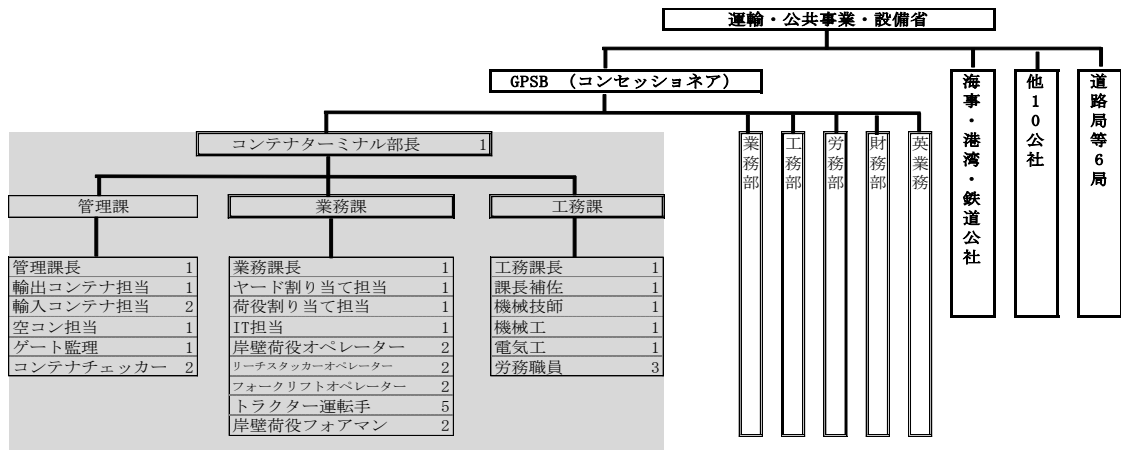 運輸・公共事業・設備省
GPSB （コンセッショネア）
海事・港湾・鉄道公社
他10公社
道路局等6局
コンテナターミナル部長 1
業務部
工務部
労務部
財務部
英業務
管理課
業務課
工務課
管理課長 1
輸出コンテナ担当 1
輸入コンテナ担当 2
空コン担当 1
ゲート監理 1
コンテナチェッカー 2
業務課長 1
ヤード割り当て担当 1
荷役割り当て担当 1
IT担当 1
岸壁荷役オペレーター 2
リーチスタッカーオペレーター 2
フォークリフトオペレーター 2
トラクター運転手 5
岸壁荷役フォアマン 2
工務課長 1
課長補佐 1
機械技師 1
機械工 1
電気工 1
労務職員 3